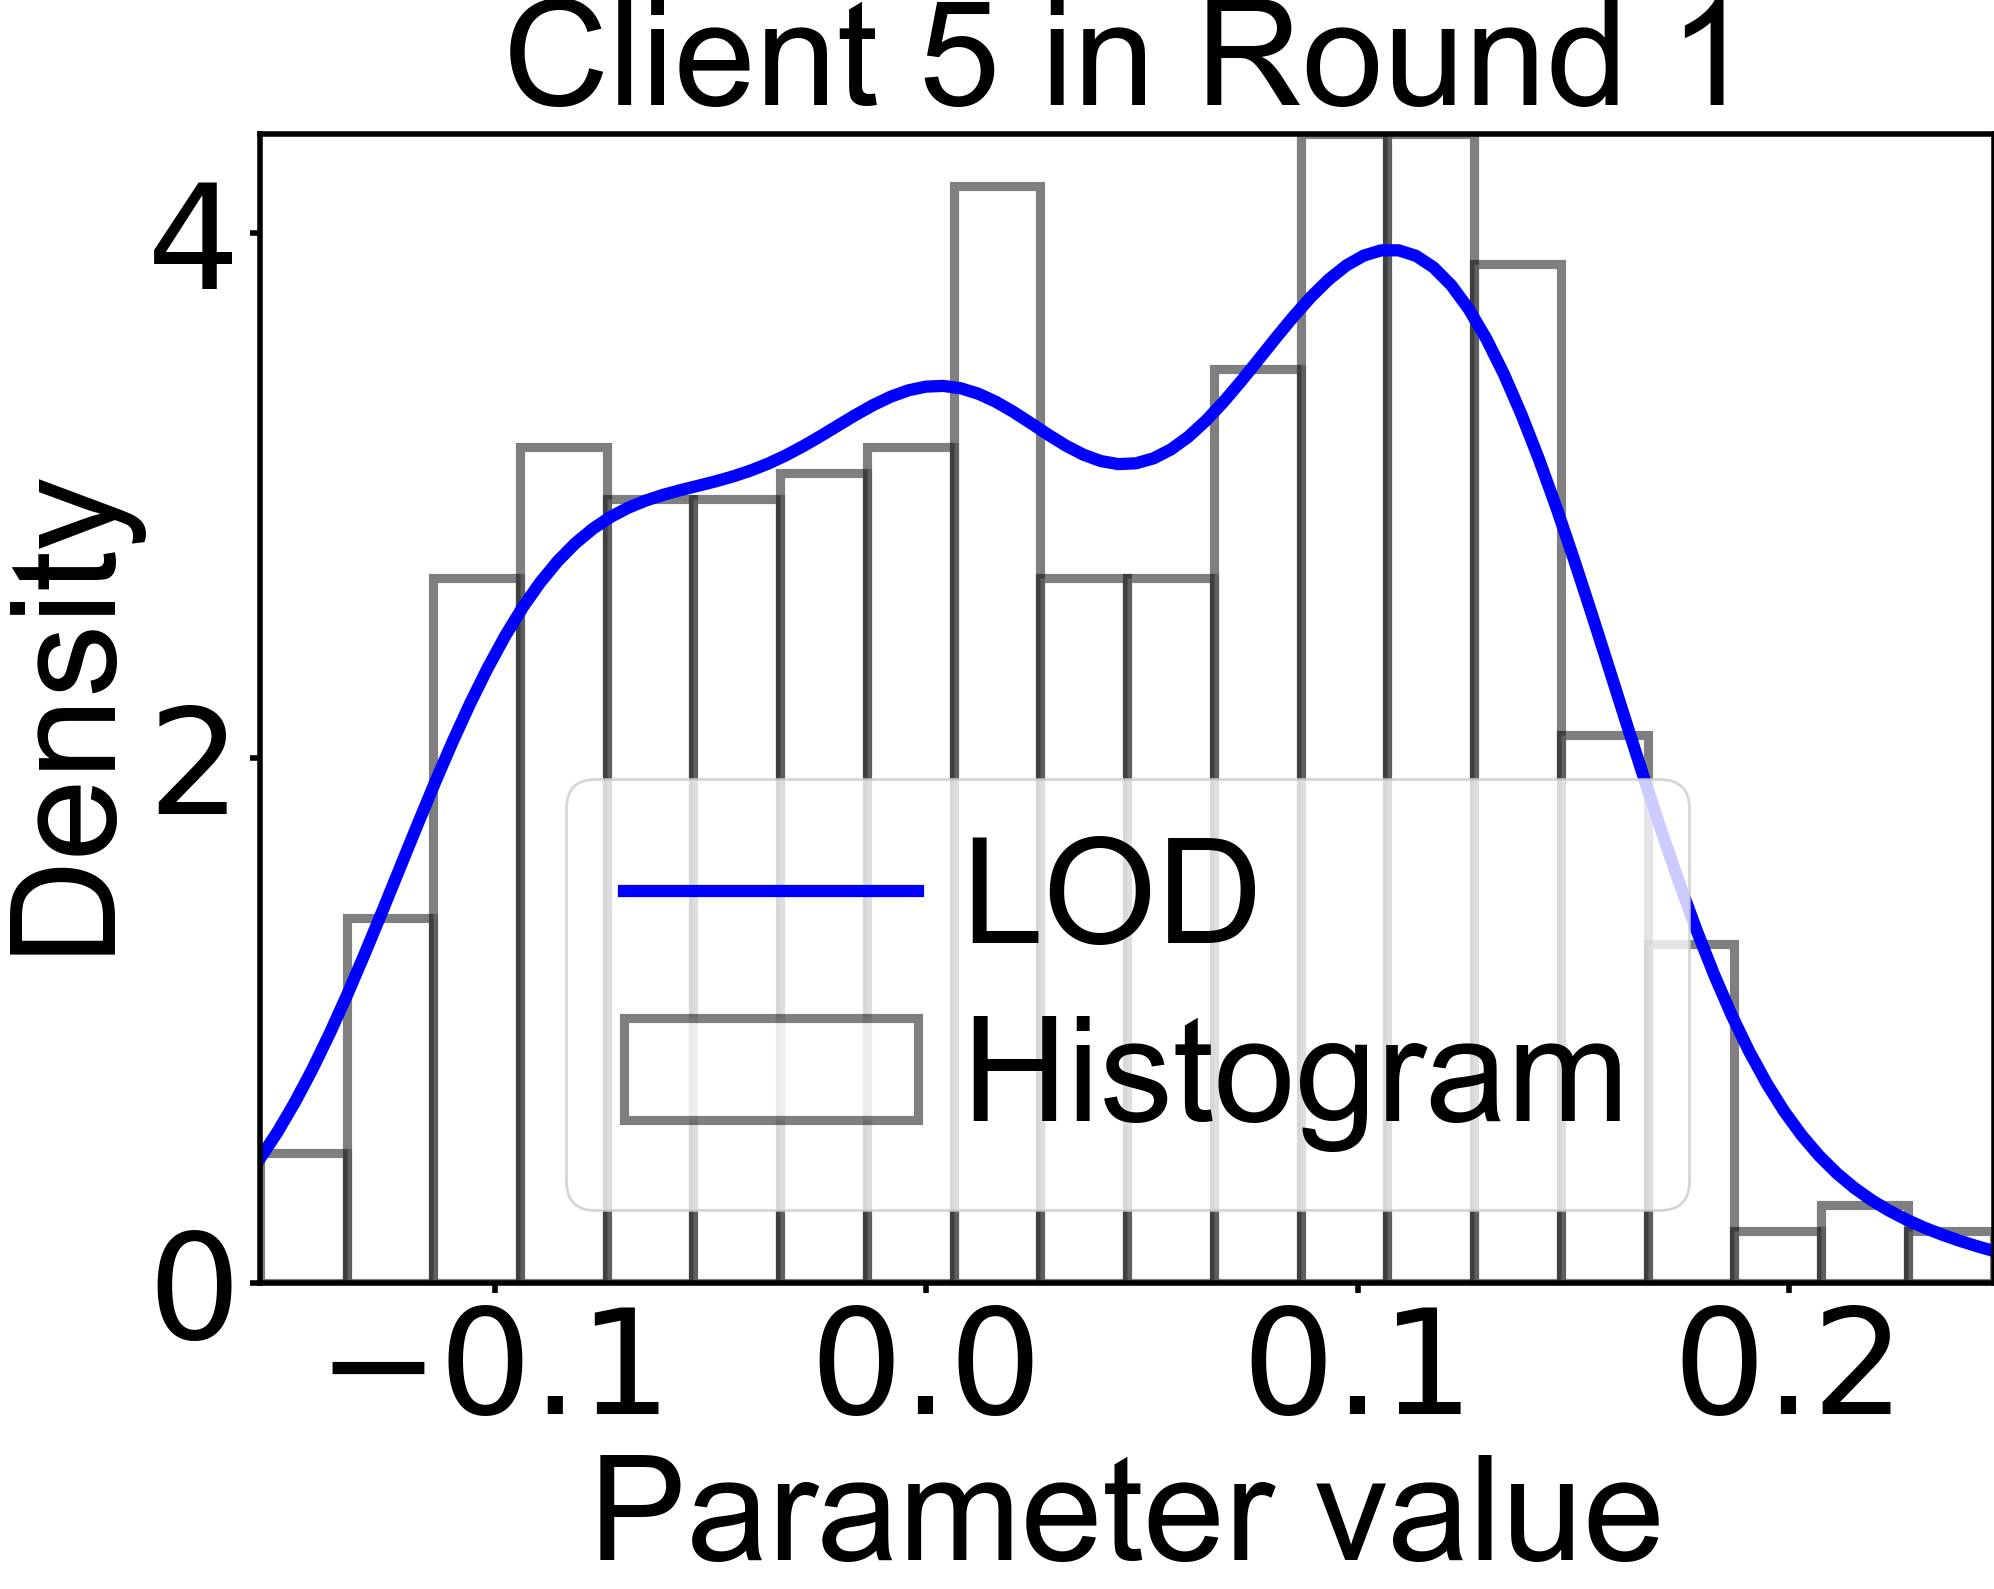 Client 5 in Round 1
Density
4
2
0
LOD
Histogram
−0.1 0.0 0.1 0.2
Parameter value